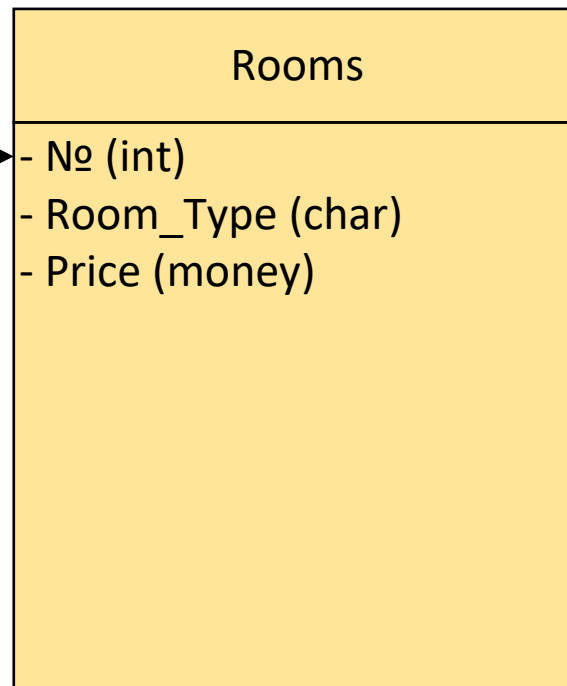 Rooms
- № (int)
- Room_Type (char)
- Price (money)